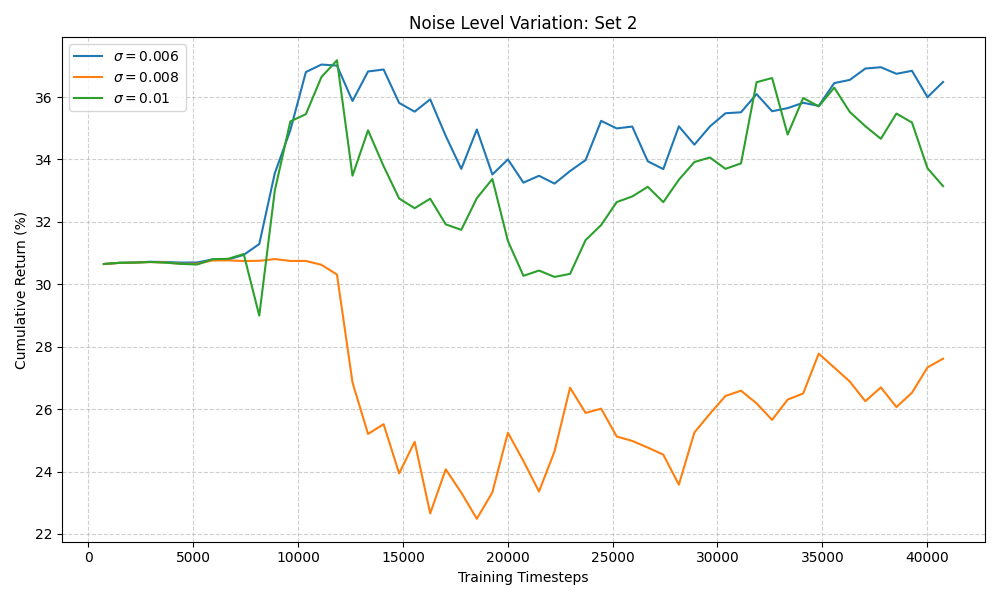 Noise Level Variation: Set 2
σ = 0.006
σ = 0.008
σ = 0.01
Cumulative Return (%)
36
34
32
30
28
26
24
22
0 5000 10000 15000 20000 25000 30000 35000 40000
Training Timesteps